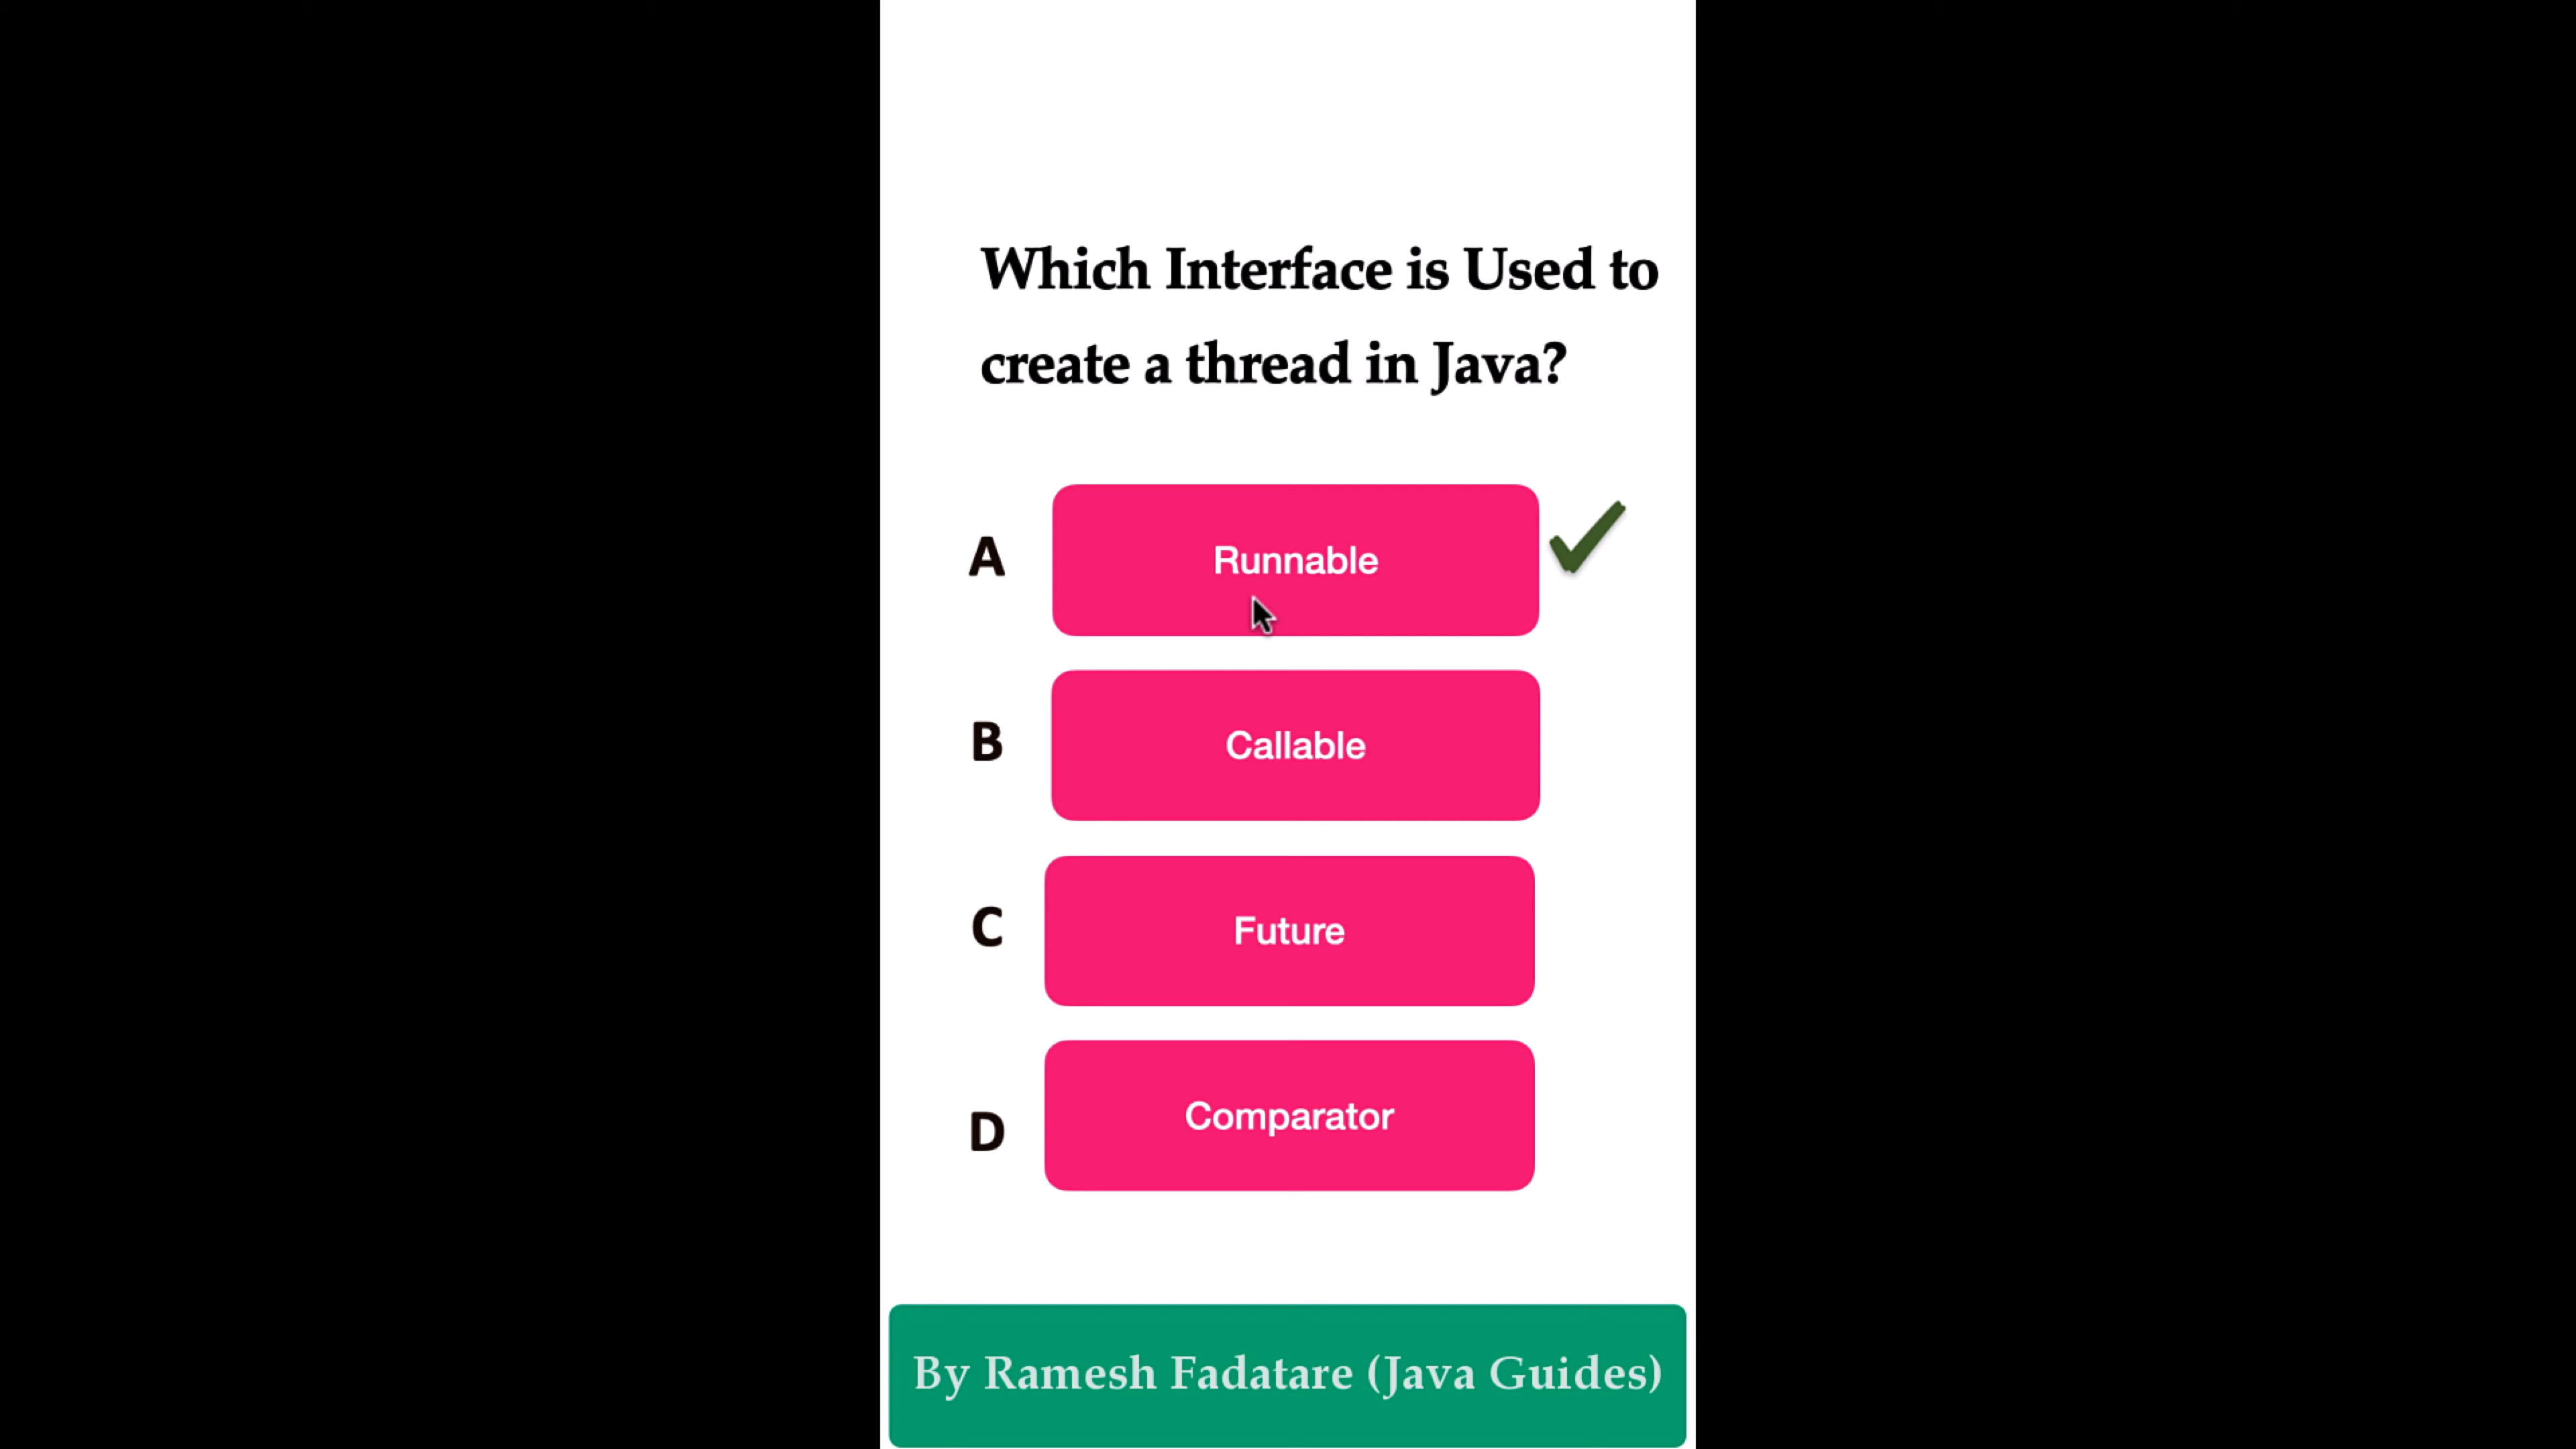 Which Interface is Used to
create a thread in Java?
A
Runnable
B
Callable
C
Future
D
Comparator
By Ramesh Fadatare (Java Guides)